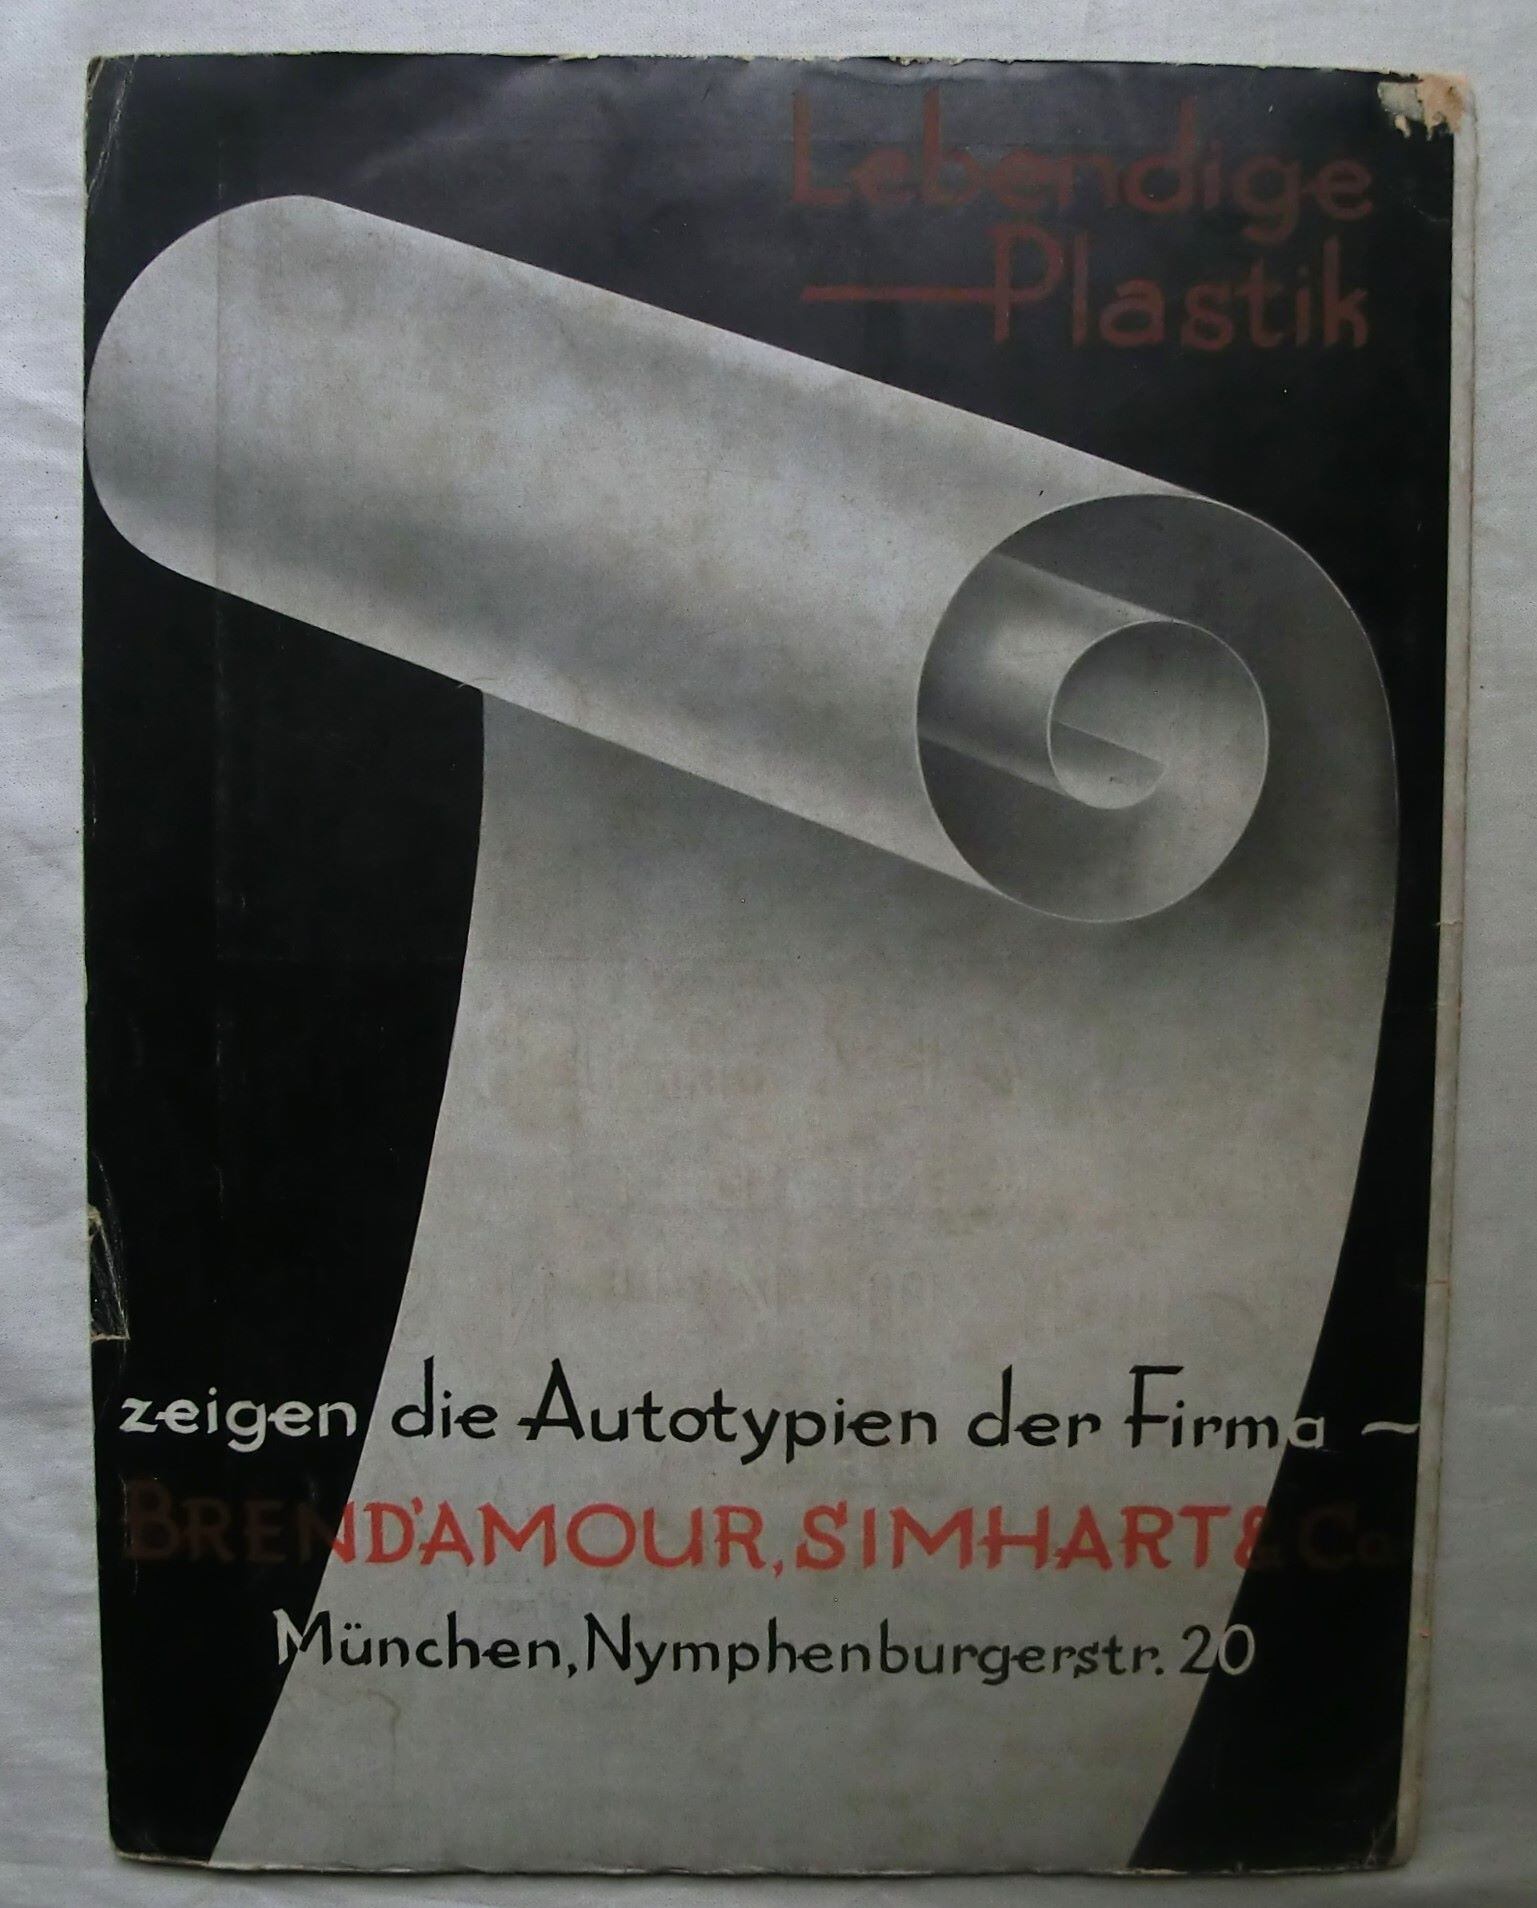 Lebendige
Plastik
zeigen die Autotypien der Firma ~
BREND'AMOUR, SIMHART & Co
München, Nymphenburgerstr. 20